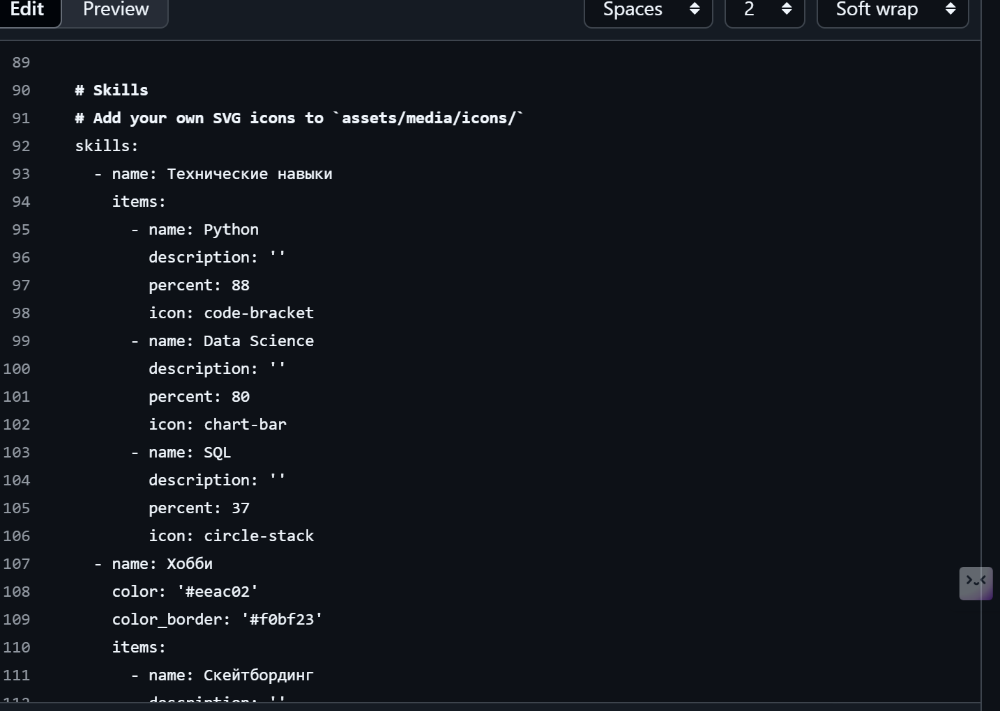 Edit Preview Spaces 2 Soft wrap
89
90 # Skills
91 # Add your own SVG icons to `assets/media/icons/`
92 skills:
93 - name: Технические навыки
94 items:
95 - name: Python
96 description: ''
97 percent: 88
98 icon: code-bracket
99 - name: Data Science
100 description: ''
101 percent: 80
102 icon: chart-bar
103 - name: SQL
104 description: ''
105 percent: 37
106 icon: circle-stack
107 - name: Хобби
108 color: '#eeac02'
109 color_border: '#f0bf23'
110 items:
111 - name: Скейтбординг
112 description: ''